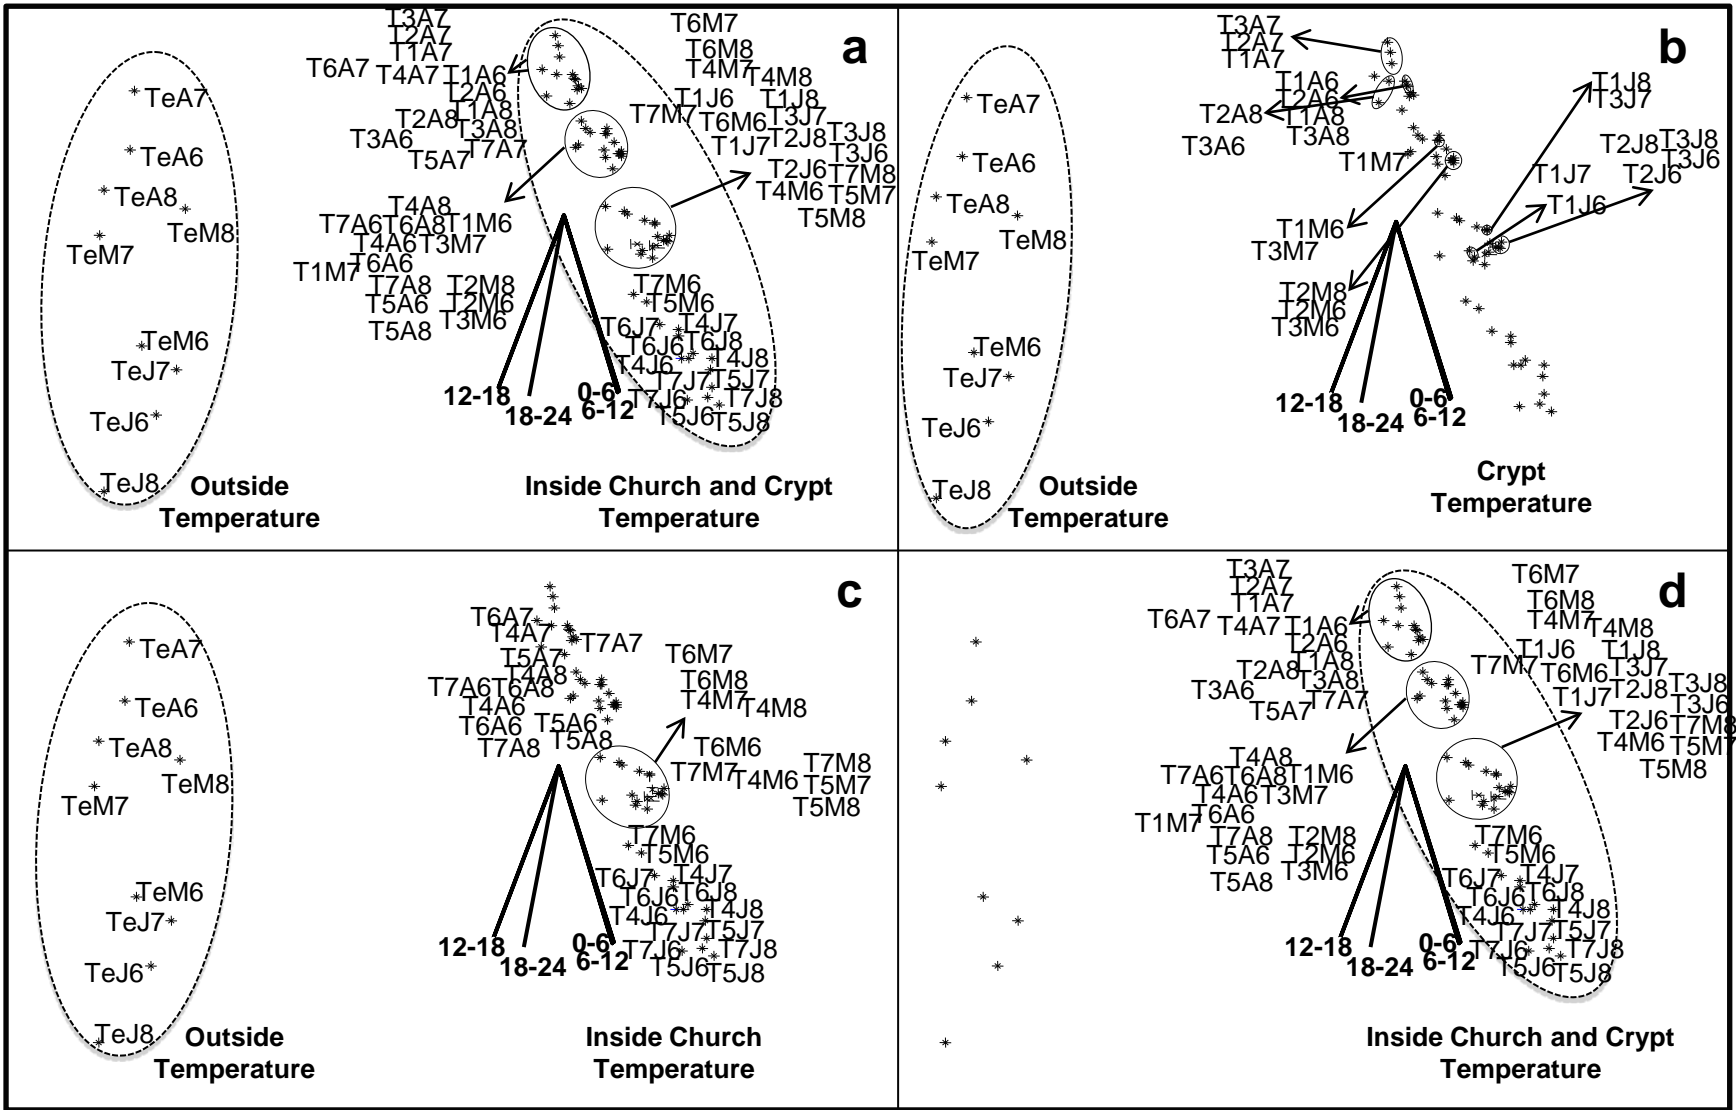 a
T3A7
T2A7
T1A7
T6A7 T4A7 T1A6
T2A6
T1A8
T2A8
T3A8
T3A6
T7A7
T5A7
T4A8
T7A6 T6A8 T1M6
T4A6 T3M7
T6A6
T1M7
T7A8 T2M8
T5A6 T2M6
T3M6
T5A8
T6M7
T6M8
T4M7
T4M8
T1J6 T1J8
T7M7 T3J7
T6M6
T2J8 T3J8
T1J7 T3J6
T2J6 T7M8
T4M6 T5M7
T5M8
T7M6
T5M6
T6J7 T4J7
T6J6 T6J8
T4J6 T4J8
T7J7 T5J7
T7J6 T7J8
T5J6 T5J8
TeA7
TeA6
TeA8
TeM8
TeM7
TeM6
TeJ7
TeJ6
TeJ8
12-18
18-24
0-6
6-12
Outside
Temperature
Inside Church and Crypt
Temperature
b
T3A7
T2A7
T1A7
T1A6
T2A6
T2A8 T1A8
T3A8
T3A6
T1M7
T1M6
T3M7
T2M8
T2M6
T3M6
T1J8
T3J7
T2J8 T3J8
T3J6
T1J7 T2J6
T1J6
TeA7
TeA6
TeA8
TeM8
TeM7
TeM6
TeJ7
TeJ6
TeJ8
12-18
18-24
0-6
6-12
Outside
Temperature
Crypt
Temperature
c
T6A7
T4A7
T7A7
T5A7
T4A8
T7A6 T6A8
T4A6
T6A6 T5A6
T7A8 T5A8
T6M7
T6M8
T4M7
T4M8
T6M6
T7M7 T7M8
T4M6 T5M7
T5M8
T7M6
T5M6
T6J7 T4J7
T6J6 T6J8
T4J6 T4J8
T7J7 T5J7
T7J6 T7J8
T5J6 T5J8
TeA7
TeA6
TeA8
TeM8
TeM7
TeM6
TeJ7
TeJ6
TeJ8
12-18
18-24
0-6
6-12
Outside
Temperature
Inside Church
Temperature
d
T3A7
T2A7
T1A7
T6A7 T4A7 T1A6
T2A6
T1A8
T2A8
T3A8
T3A6
T7A7
T5A7
T4A8
T7A6 T6A8 T1M6
T4A6 T3M7
T6A6
T1M7
T7A8 T2M8
T5A6 T2M6
T3M6
T5A8
T6M7
T6M8
T4M7
T4M8
T1J6 T1J8
T7M7 T3J7
T6M6
T2J8 T3J8
T1J7 T3J6
T2J6 T7M8
T4M6 T5M7
T5M8
T7M6
T5M6
T6J7 T4J7
T6J6 T6J8
T4J6 T4J8
T7J7 T5J7
T7J6 T7J8
T5J6 T5J8
12-18
18-24
0-6
6-12
Inside Church and Crypt
Temperature